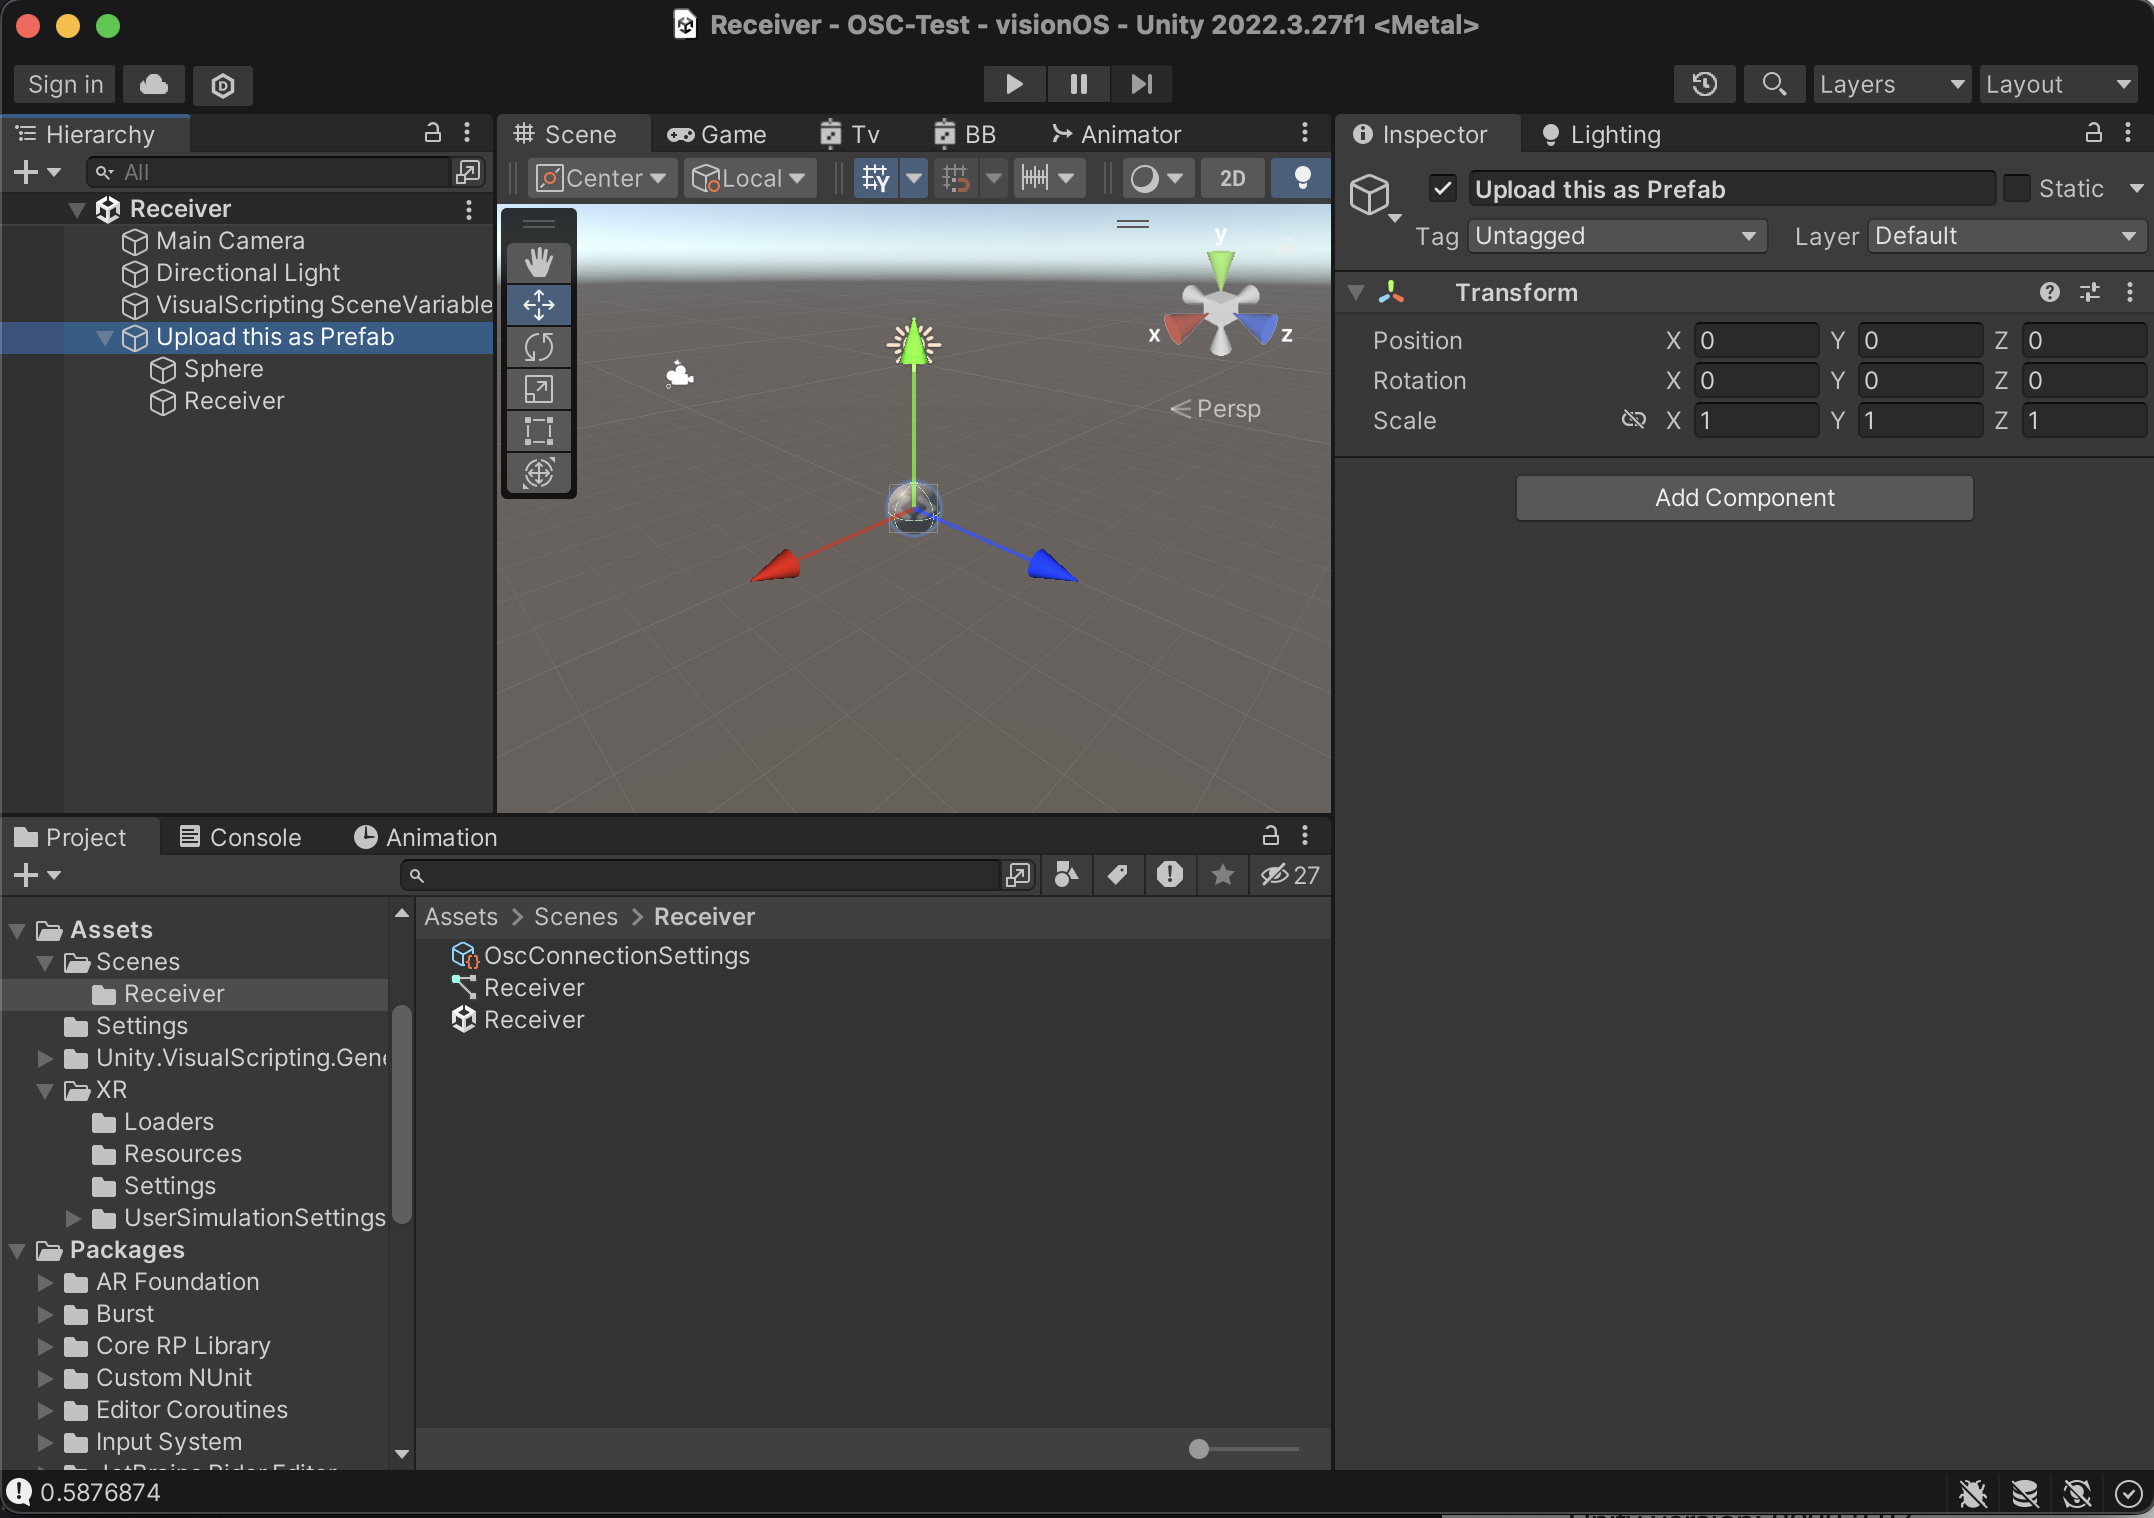 Receiver - OSC-Test - visionOS - Unity 2022.3.27f1 <Metal>
Sign in
Layers
Layout
Hierarchy
All
Receiver
Main Camera
Directional Light
VisualScripting SceneVariable
Upload this as Prefab
Sphere
Receiver
Scene
Game
Tv
BB
Animator
Center
Local
2D
y
x
z
Persp
Inspector
Lighting
Upload this as Prefab
Static
Tag
Untagged
Layer
Default
Transform
Position X 0 Y 0 Z 0
Rotation X 0 Y 0 Z 0
Scale X 1 Y 1 Z 1
Add Component
Project
Console
Animation
27
Assets
Scenes
Receiver
Settings
Unity.VisualScripting.Gene
XR
Loaders
Resources
Settings
UserSimulationSettings
Packages
AR Foundation
Burst
Core RP Library
Custom NUnit
Editor Coroutines
Input System
Assets > Scenes > Receiver
OscConnectionSettings
Receiver
Receiver
0.5876874